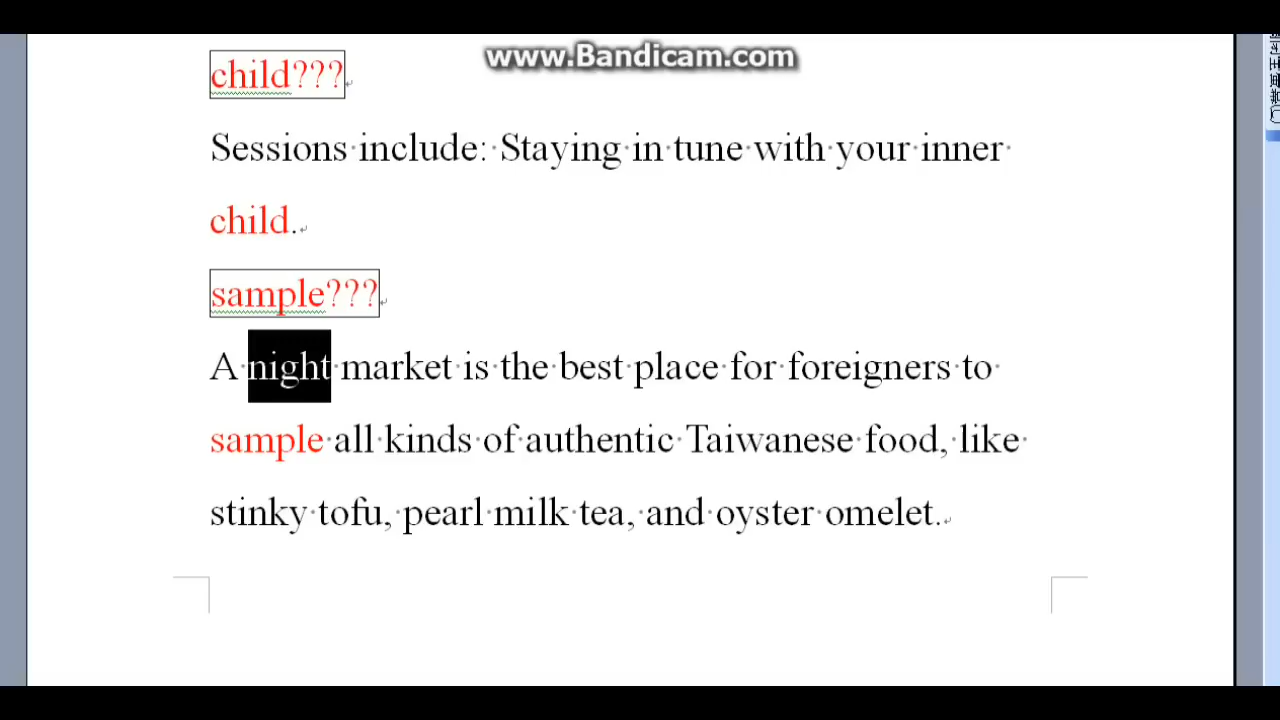 www.Bandicam.com
child???
Sessions include: Staying in tune with your inner
child.
sample???
A night market is the best place for foreigners to
sample all kinds of authentic Taiwanese food, like
stinky tofu, pearl milk tea, and oyster omelet.